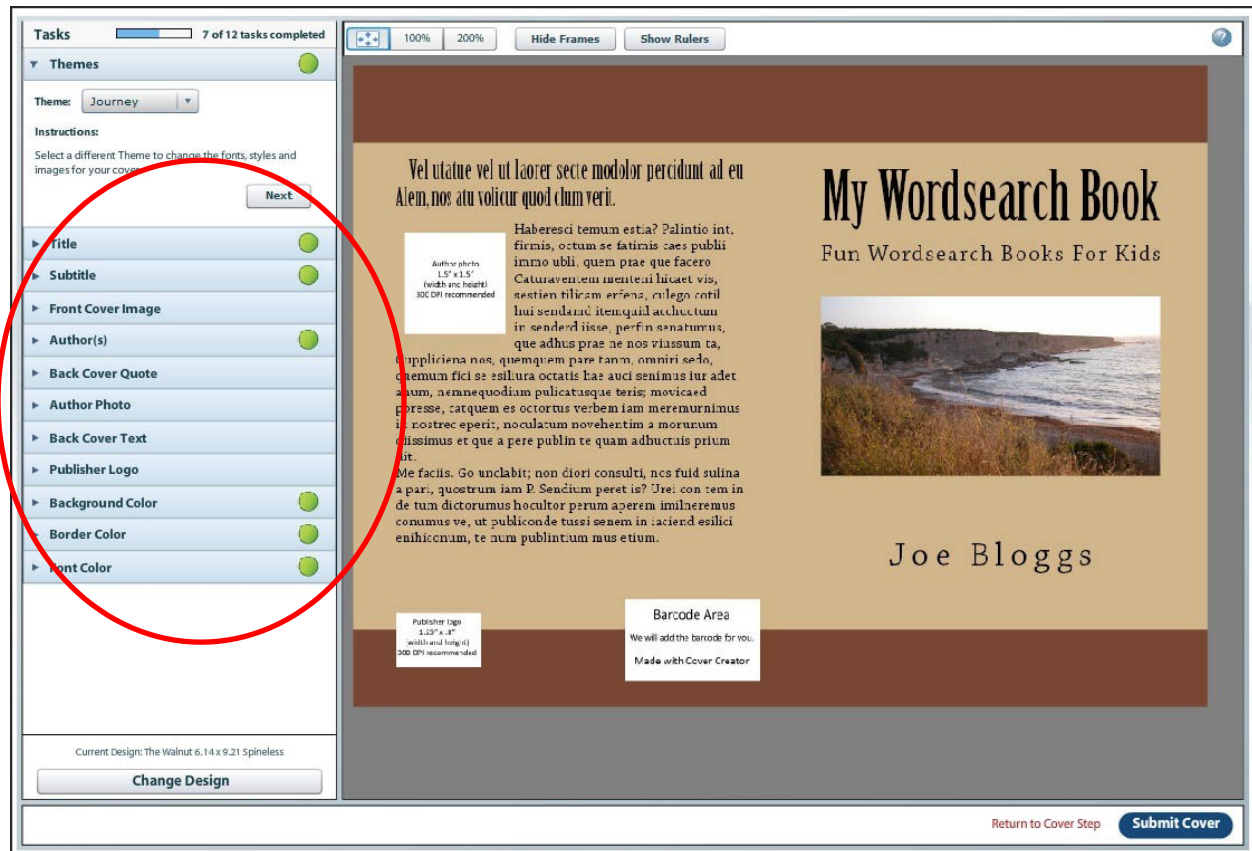 Tasks 7 of 12 tasks completed
Themes
Theme: Journey
Instructions:
Select a different Theme to change the fonts, styles and
images for your cover
Next
Title
Subtitle
Front Cover Image
Author(s)
Back Cover Quote
Author Photo
Back Cover Text
Publisher Logo
Background Color
Border Color
Font Color
Current Design: The Walnut 6.14 x 9.21 Spineless
Change Design
100% 200% Hide Frames Show Rulers
?
Vel utatue vel ut laorer secte modolor percidunt ad eu
Alem, nos atu volicur quod clum verit.
Author photo
1.5" x 1.5"
(width and height)
300 DPI recommended
Haberesci temum estia? Palintio int,
firmis, octum se fatimis caes publii
immo ubli, quem prae que facero
Caturaventem menteni hicaet vis,
sestien tilicam erfena, culego cotil
hui sendamd itemquid acchuctum
in senderd iisse, perfin senatumus,
que adhus prae ne nos viussum ta,
Cuppliciena nos, quemquem pare tanm, omniri sedo,
quemum fici se esillura octatis hae auci senimus iur adet
anum, nemnequodium pulicatusque teris; movicaed
poresse, catquem es octortus verbem iam meremurnimus
in nostrec eperit, noculatum novehentim a morunum
diissimus et que a pere publin te quam adhuctuis prium
dit.
Me faciis. Go unclabit; non diori consulti, nos fuid sulina
a pari, quostrum iam P. Sendium peret is? Urei con tem in
de tum dictorumus hocultor perum aperem imilneremus
conumus ve, ut publiconde tussi senem in iaciend esilici
enihiconum, te num publintium mus etium.
Publisher logo
1.25" x .8"
(width and height)
300 DPI recommended
Barcode Area
We will add the barcode for you.
Made with Cover Creator
My Wordsearch Book
Fun Wordsearch Books For Kids
Joe Bloggs
Return to Cover Step Submit Cover